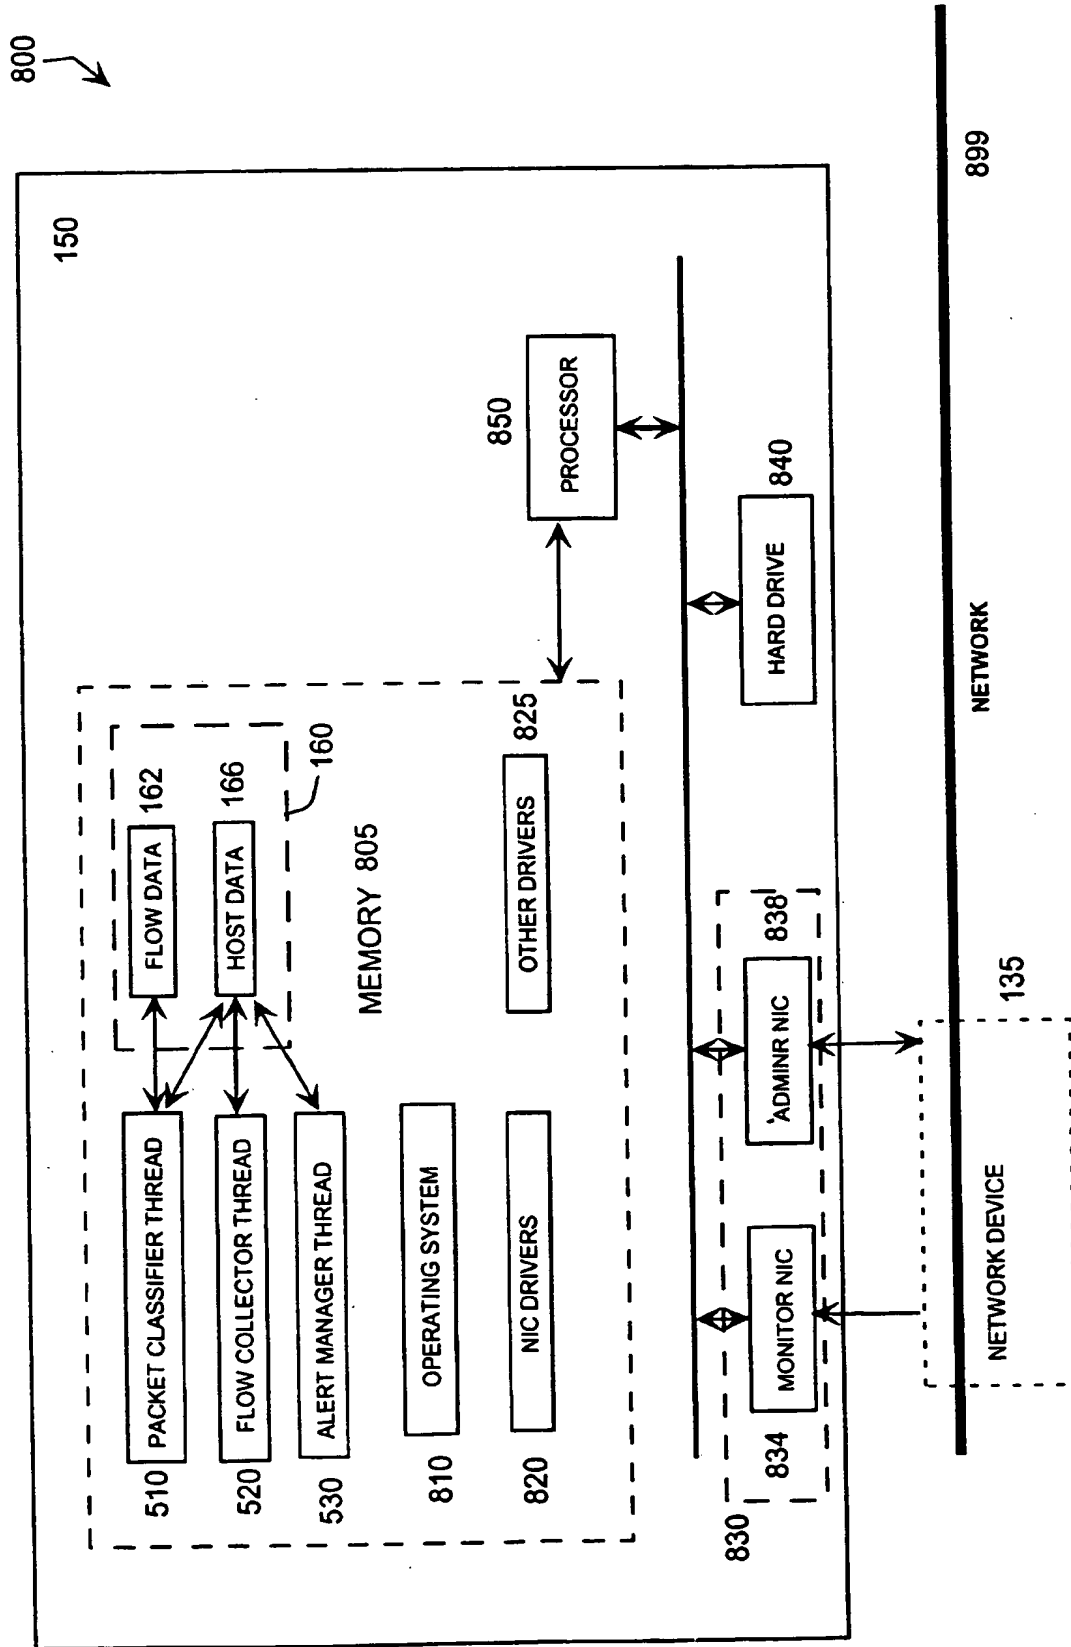 800
150
PACKET CLASSIFIER THREAD
510
FLOW DATA
162
FLOW COLLECTOR THREAD
520
HOST DATA
166
160
ALERT MANAGER THREAD
530
MEMORY 805
OPERATING SYSTEM
810
NIC DRIVERS
820
OTHER DRIVERS
825
PROCESSOR
850
830
MONITOR NIC
834
ADMINR NIC
838
HARD DRIVE
840
NETWORK DEVICE
135
NETWORK
899